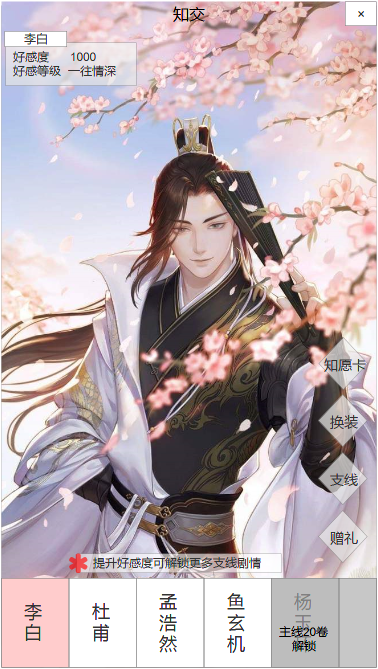 知交
×
李白
好感度 1000
好感等级 一往情深
知愿卡
换装
支线
赠礼
提升好感度可解锁更多支线剧情
李白
杜甫
孟浩然
鱼玄机
杨玉
主线20卷
解锁